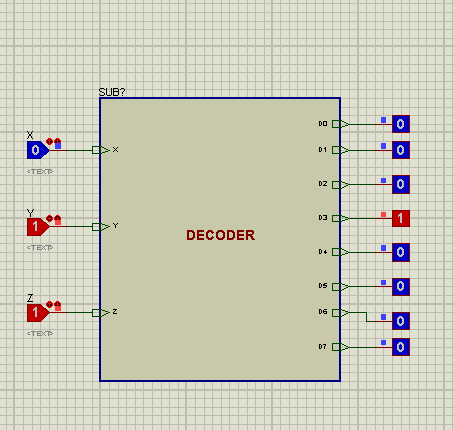 SUB?
X
0
X
<TEXT>
Y
1
Y
<TEXT>
Z
1
Z
<TEXT>
DECODER
D0 0
D1 0
D2 0
D3 1
D4 0
D5 0
D6 0
D7 0